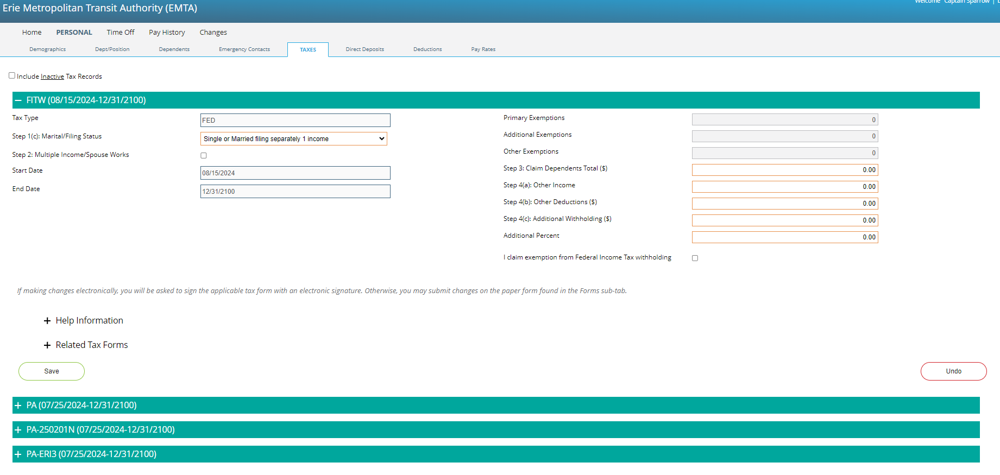 Erie Metropolitan Transit Authority (EMTA)
Welcome Captain Sparrow |
Home PERSONAL Time Off Pay History Changes
Demographics Dept/Position Dependents Emergency Contacts TAXES Direct Deposits Deductions Pay Rates
Include Inactive Tax Records
FITW (08/15/2024-12/31/2100)
Tax Type FED
Step 1(c): Marital/Filing Status Single or Married filing separately 1 income
Step 2: Multiple Income/Spouse Works
Start Date 08/15/2024
End Date 12/31/2100
Primary Exemptions 0
Additional Exemptions 0
Other Exemptions 0
Step 3: Claim Dependents Total ($) 0.00
Step 4(a): Other Income 0.00
Step 4(b): Other Deductions ($) 0.00
Step 4(c): Additional Withholding ($) 0.00
Additional Percent 0.00
I claim exemption from Federal Income Tax withholding
If making changes electronically, you will be asked to sign the applicable tax form with an electronic signature. Otherwise, you may submit changes on the paper form found in the Forms sub-tab.
+ Help Information
+ Related Tax Forms
Save Undo
+ PA (07/25/2024-12/31/2100)
+ PA-250201N (07/25/2024-12/31/2100)
+ PA-ERI3 (07/25/2024-12/31/2100)